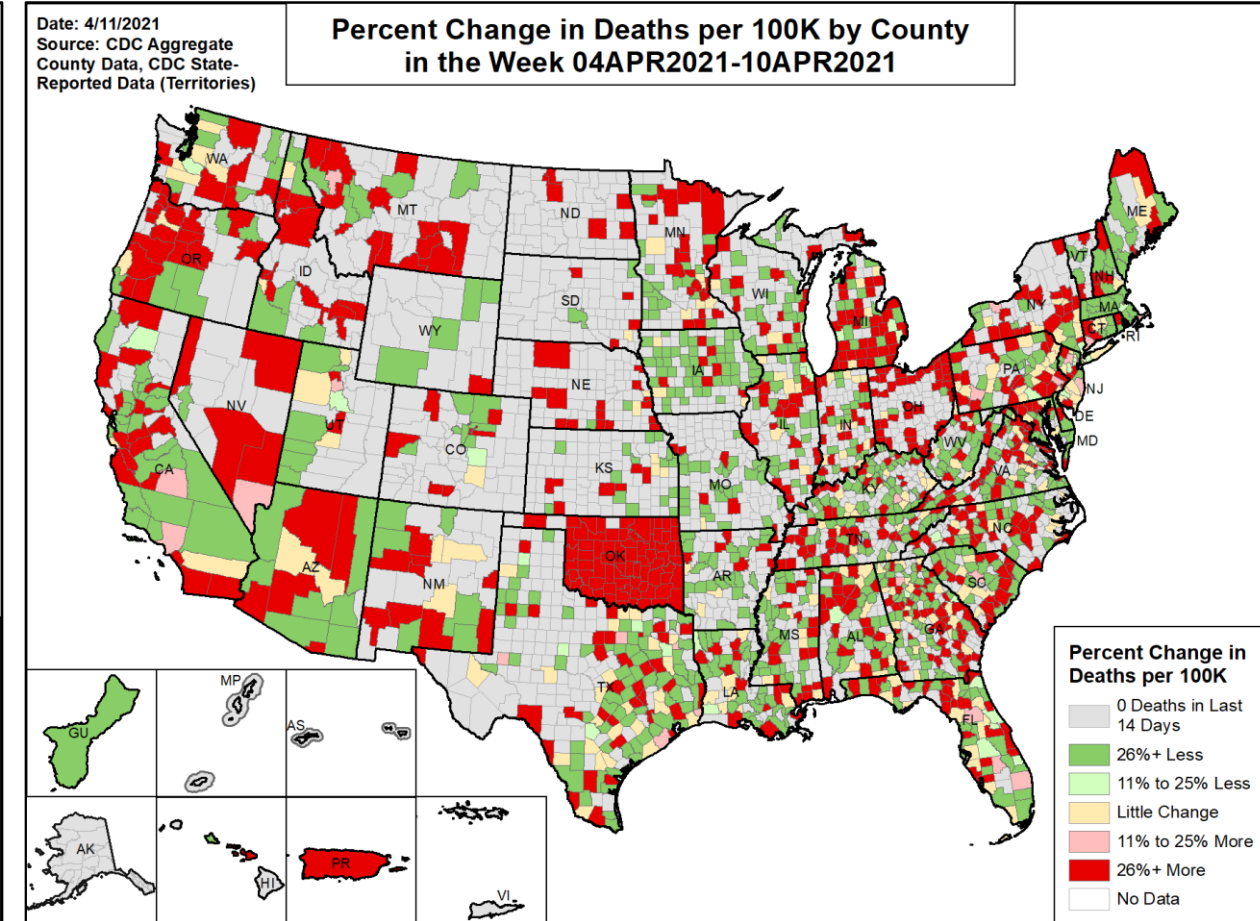 Date: 4/11/2021
Source: CDC Aggregate
County Data, CDC State-
Reported Data (Territories)
Percent Change in Deaths per 100K by County
in the Week 04APR2021-10APR2021
WA
MT
ND
MN
ME
OR
ID
SD
WI
MI
VT
NH
NY
MA
CT
RI
WY
IA
NE
PA
NJ
NV
UT
CO
IL
IN
OH
DE
MD
WV
VA
CA
KS
MO
KY
AZ
NM
OK
AR
TN
NC
SC
MS
AL
GA
TX
LA
FL
GU
MP
AS
AK
HI
PR
VI
Percent Change in
Deaths per 100K
0 Deaths in Last
14 Days
26%+ Less
11% to 25% Less
Little Change
11% to 25% More
26%+ More
No Data